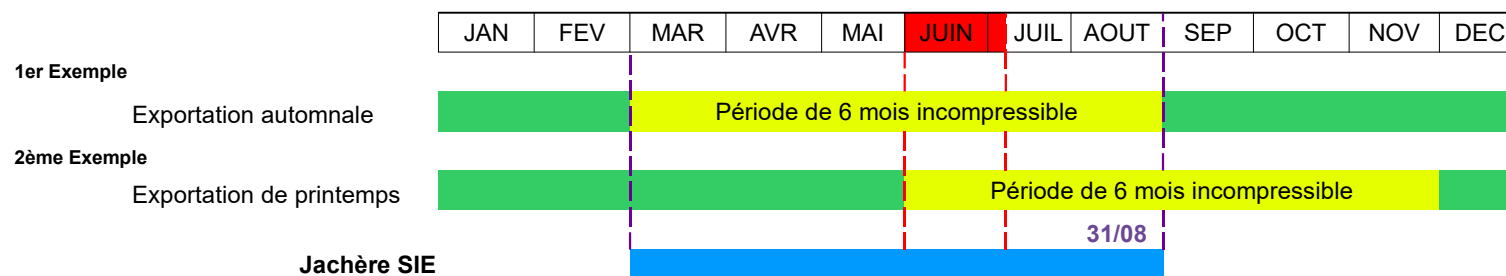 JAN FEV MAR AVR MAI JUIN JUIL AOUT SEP OCT NOV DEC
1er Exemple
Exportation automnale Période de 6 mois incompressible
2ème Exemple
Exportation de printemps Période de 6 mois incompressible
31/08
Jachère SIE